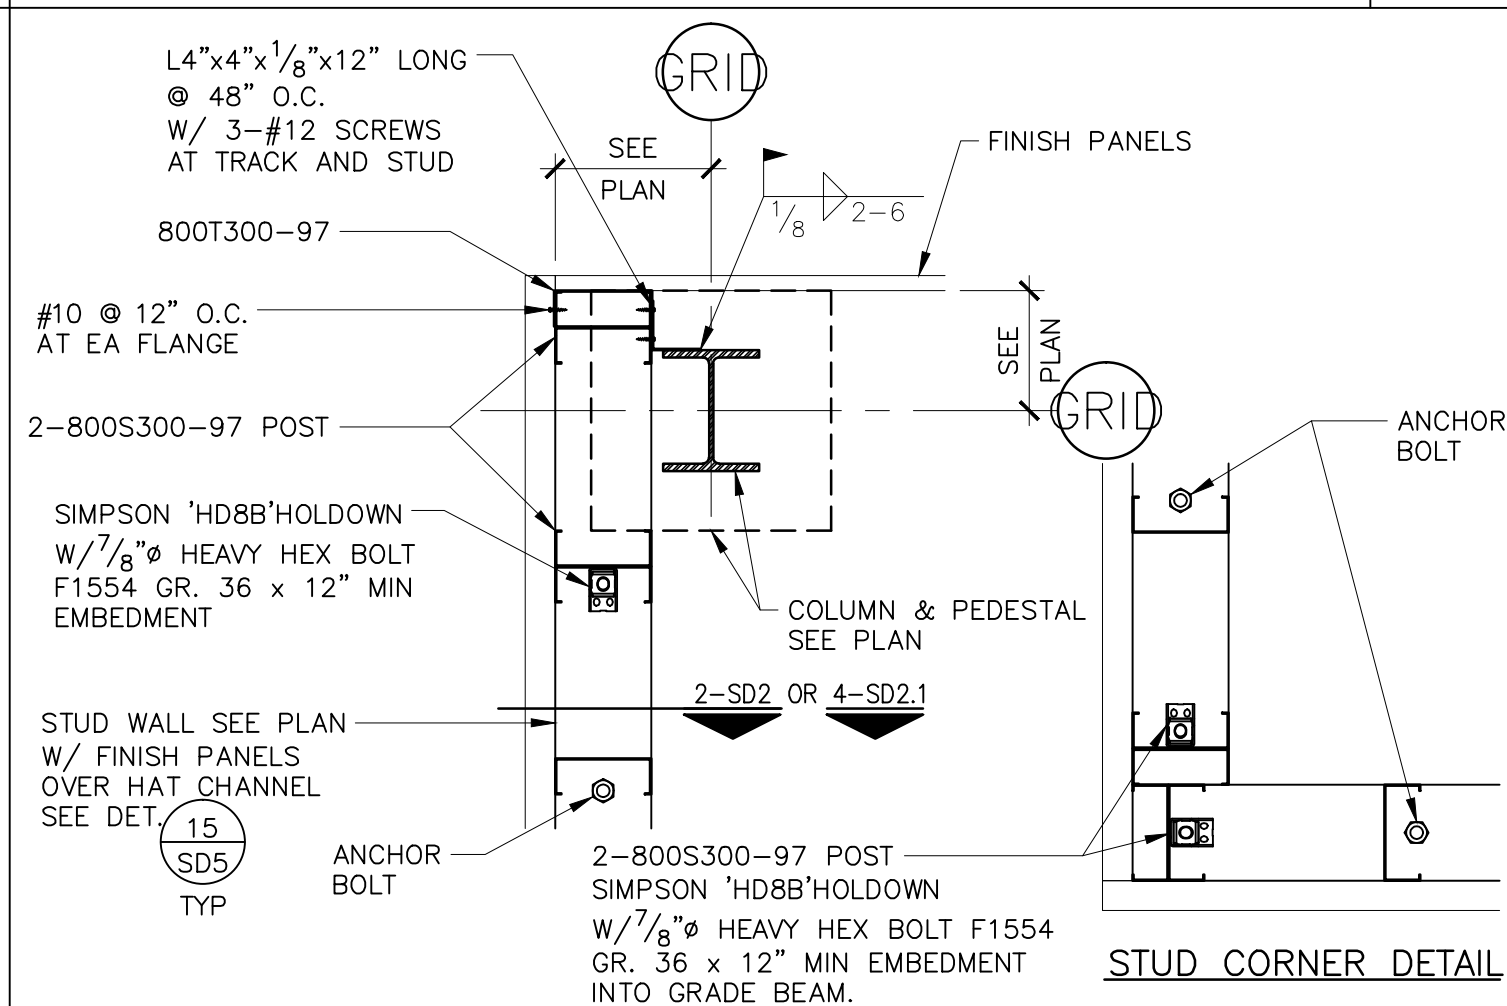 L4"x4"x1/8"x12" LONG
@ 48" O.C.
W/ 3-#12 SCREWS
AT TRACK AND STUD
GRID
SEE
PLAN
1/8
2-6
FINISH PANELS
800T300-97
#10 @ 12" O.C.
AT EA FLANGE
SEE
PLAN
GRID
2-800S300-97 POST
ANCHOR
BOLT
SIMPSON 'HD8B'HOLDOWN
W/7/8"ø HEAVY HEX BOLT
F1554 GR. 36 x 12" MIN
EMBEDMENT
COLUMN & PEDESTAL
SEE PLAN
2-SD2 OR 4-SD2.1
STUD WALL SEE PLAN
W/ FINISH PANELS
OVER HAT CHANNEL
SEE DET.
15
SD5
TYP
ANCHOR
BOLT
2-800S300-97 POST
SIMPSON 'HD8B'HOLDOWN
W/7/8"ø HEAVY HEX BOLT F1554
GR. 36 x 12" MIN EMBEDMENT
INTO GRADE BEAM.
STUD CORNER DETAIL